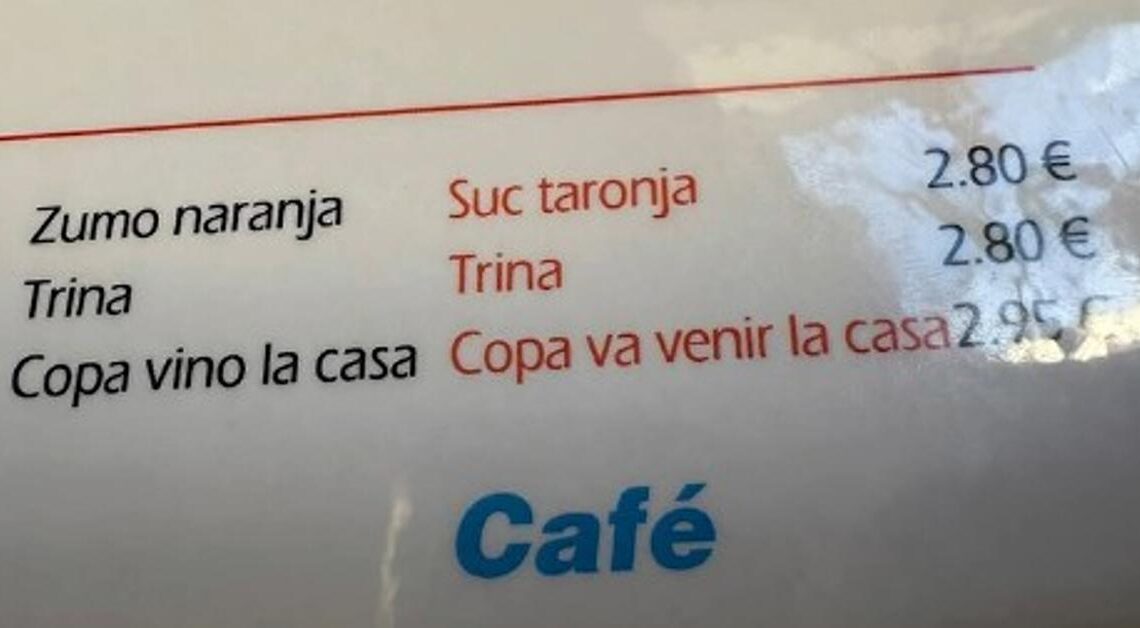 Zumo naranja Suc taronja 2.80 €
Trina Trina 2.80 €
Copa vino la casa Copa va venir la casa 2.95 €
Café